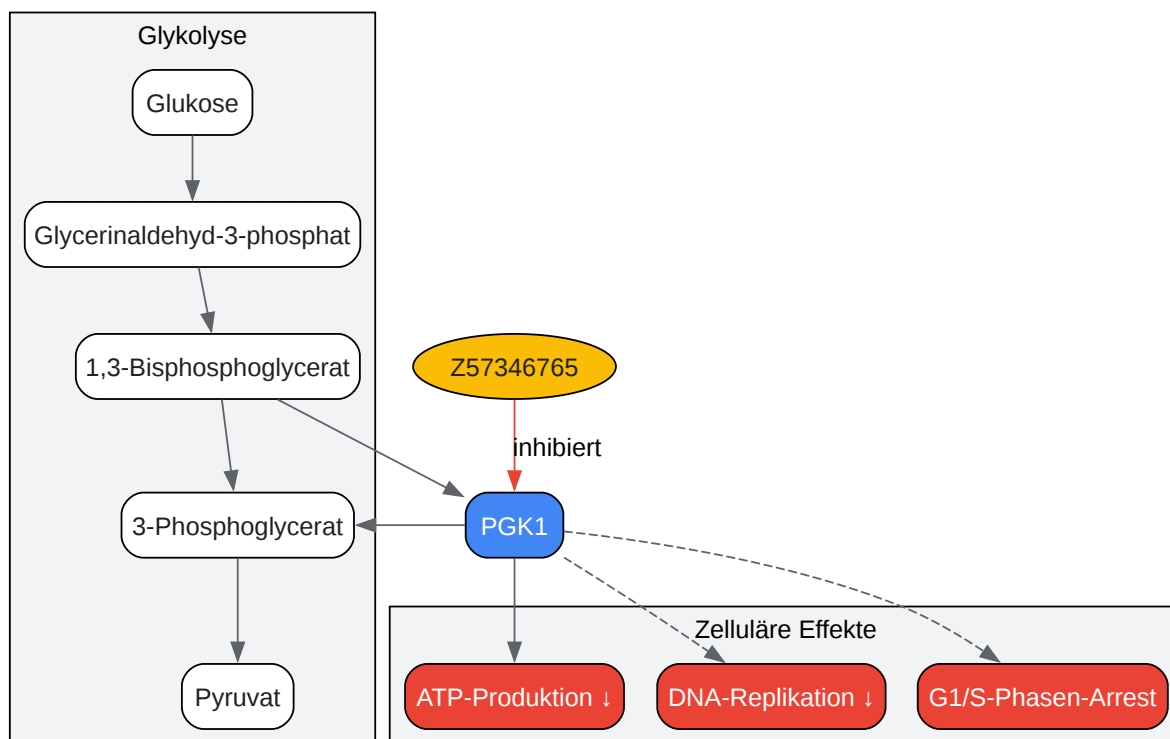 Glykolyse
Glukose
Glycerinaldehyd-3-phosphat
1,3-Bisphosphoglycerat
Z57346765
inhibiert
3-Phosphoglycerat
PGK1
Zelluläre Effekte
Pyruvat
ATP-Produktion ↓
DNA-Replikation ↓
G1/S-Phasen-Arrest